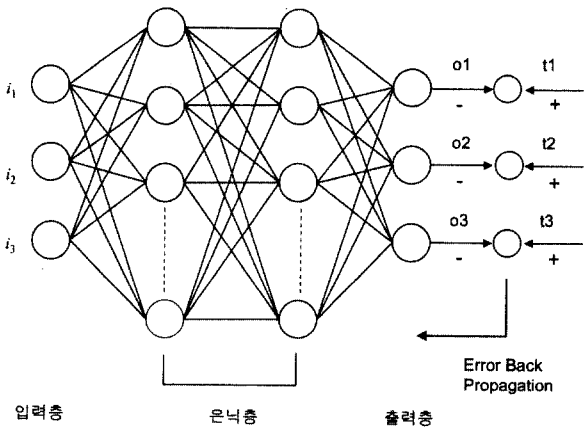 o1
t1
i1
-
+
o2
t2
i2
-
+
o3
t3
i3
-
+
Error Back
Propagation
입력층
은닉층
출력층